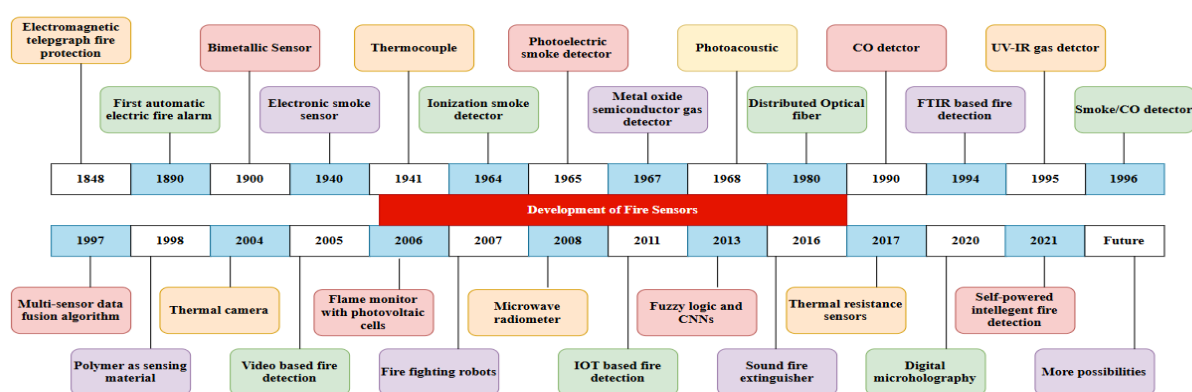 Electromagnetic
telepgraph fire
protection
Bimetallic Sensor
Thermocouple
Photoelectric
smoke detector
Photoacoustic
CO detctor
UV-IR gas detctor
First automatic
electric fire alarm
Electronic smoke
sensor
Ionization smoke
detector
Metal oxide
semiconductor gas
detector
Distributed Optical
fiber
FTIR based fire
detection
Smoke/CO detector
1848
1890
1900
1940
1941
1964
1965
1967
1968
1980
1990
1994
1995
1996
Development of Fire Sensors
1997
1998
2004
2005
2006
2007
2008
2011
2013
2016
2017
2020
2021
Future
Multi-sensor data
fusion algorithm
Thermal camera
Flame monitor
with photovoltaic
cells
Microwave
radiometer
Fuzzy logic and
CNNs
Thermal resistance
sensors
Self-powered
intellegent fire
detection
Polymer as sensing
material
Video based fire
detection
Fire fighting robots
IOT based fire
detection
Sound fire
extinguisher
Digital
microholography
More possibilities